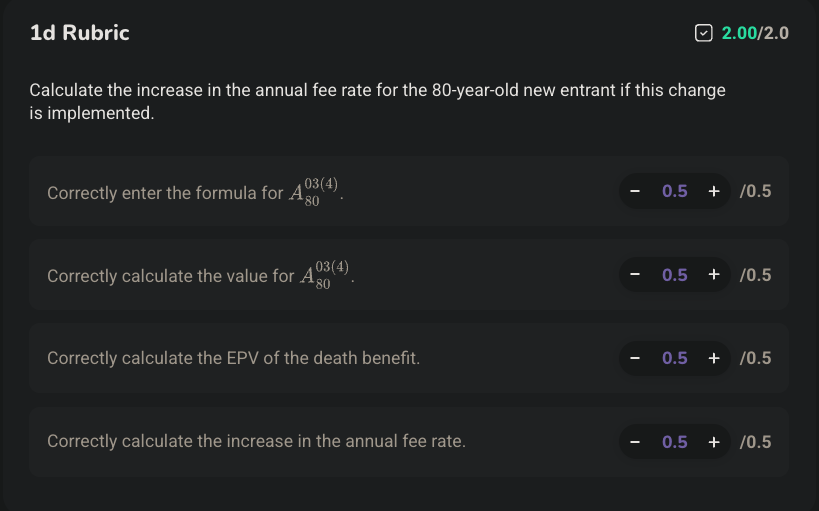 1d Rubric 2.00/2.0
Calculate the increase in the annual fee rate for the 80-year-old new entrant if this change
is implemented.
Correctly enter the formula for $A_{80}^{03(4)}$. − 0.5 + /0.5
Correctly calculate the value for $A_{80}^{03(4)}$. − 0.5 + /0.5
Correctly calculate the EPV of the death benefit. − 0.5 + /0.5
Correctly calculate the increase in the annual fee rate. − 0.5 + /0.5